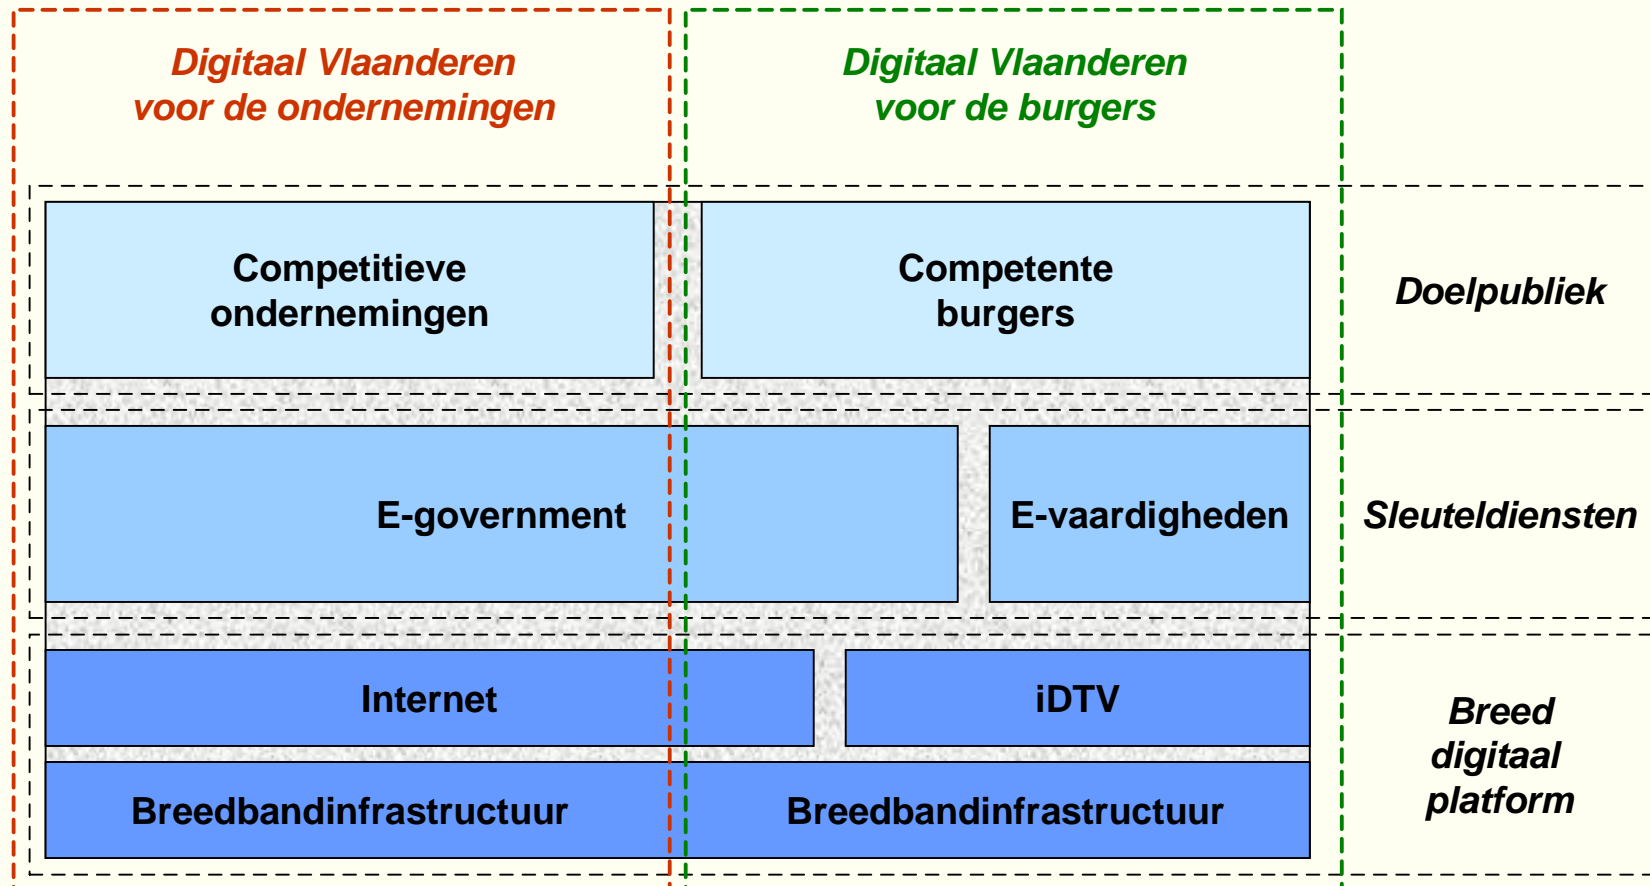 Digitaal Vlaanderen
voor de ondernemingen
Digitaal Vlaanderen
voor de burgers
Competitieve
ondernemingen
Competente
burgers
Doelpubliek
E-government
E-vaardigheden
Sleuteldiensten
Internet
iDTV
Breed
digitaal
platform
Breedbandinfrastructuur
Breedbandinfrastructuur